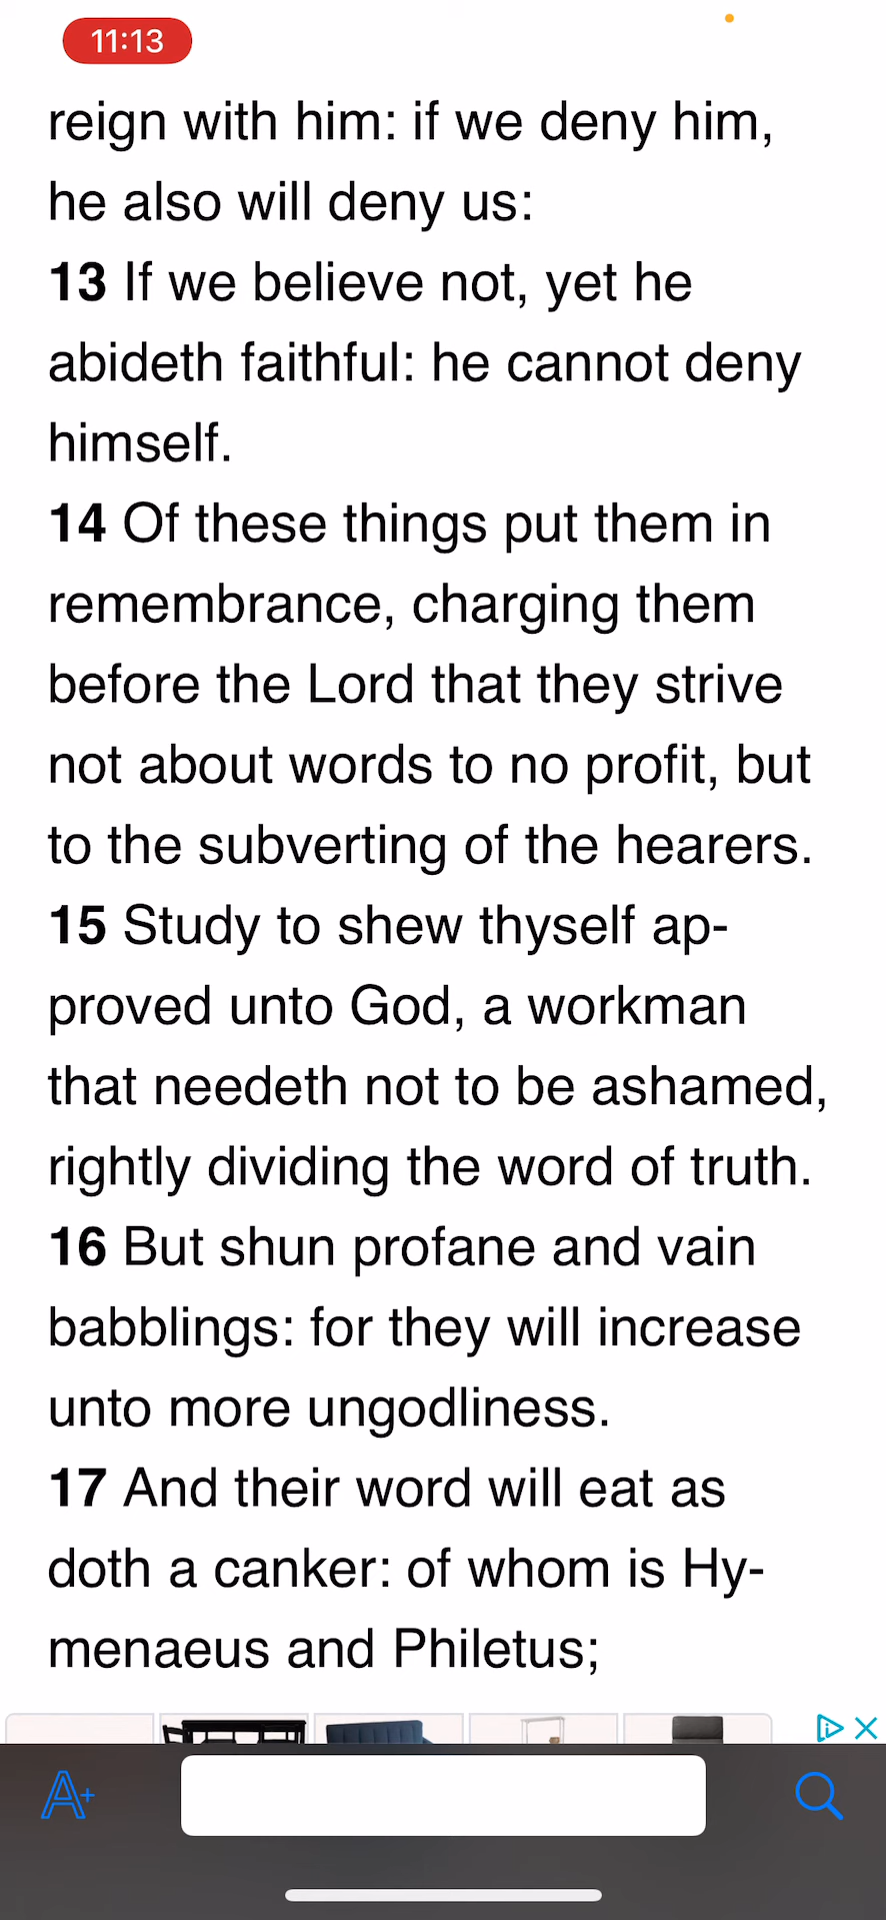 11:13
reign with him: if we deny him,
he also will deny us:
13 If we believe not, yet he
abideth faithful: he cannot deny
himself.
14 Of these things put them in
remembrance, charging them
before the Lord that they strive
not about words to no profit, but
to the subverting of the hearers.
15 Study to shew thyself ap-
proved unto God, a workman
that needeth not to be ashamed,
rightly dividing the word of truth.
16 But shun profane and vain
babblings: for they will increase
unto more ungodliness.
17 And their word will eat as
doth a canker: of whom is Hy-
menaeus and Philetus;
A+